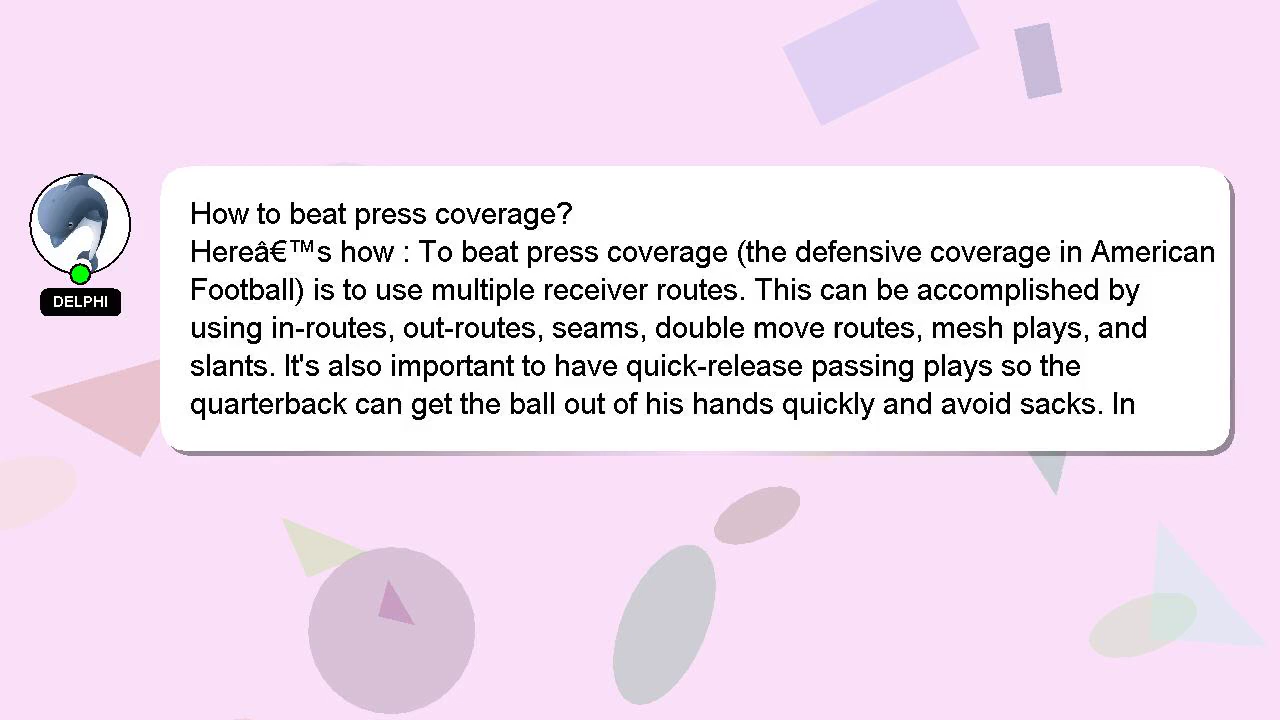 How to beat press coverage?
Hereâ€™s how : To beat press coverage (the defensive coverage in American
Football) is to use multiple receiver routes. This can be accomplished by
using in-routes, out-routes, seams, double move routes, mesh plays, and
slants. It's also important to have quick-release passing plays so the
quarterback can get the ball out of his hands quickly and avoid sacks. In
DELPHI